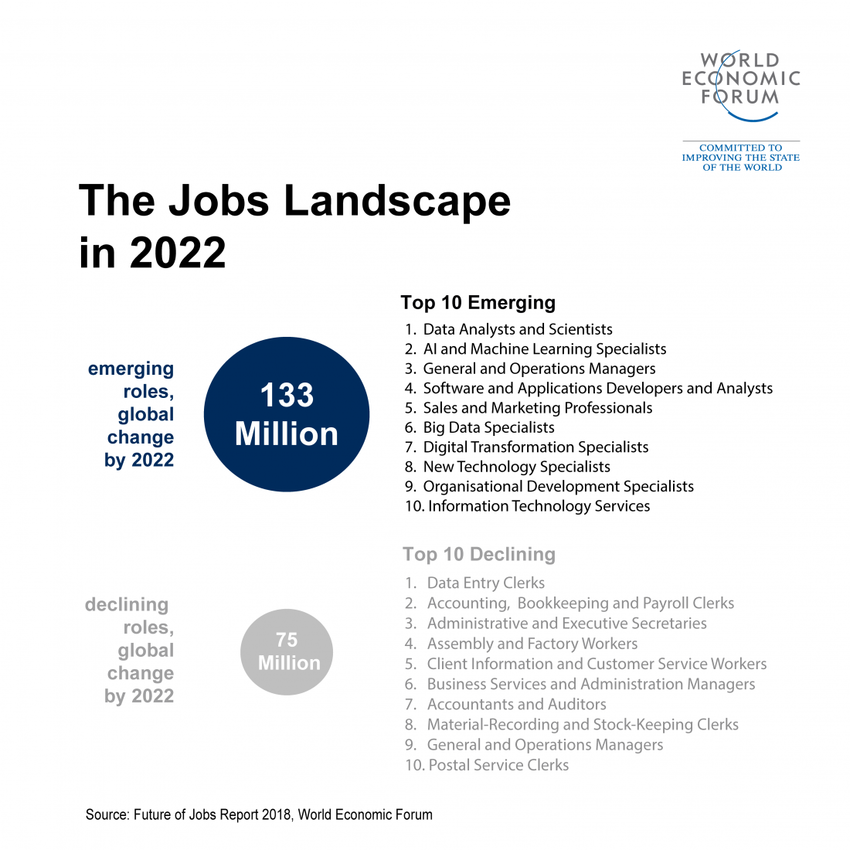 WORLD
ECONOMIC
FORUM
COMMITTED TO
IMPROVING THE STATE
OF THE WORLD
The Jobs Landscape
in 2022
emerging
roles,
global
change
by 2022
133
Million
Top 10 Emerging
1. Data Analysts and Scientists
2. AI and Machine Learning Specialists
3. General and Operations Managers
4. Software and Applications Developers and Analysts
5. Sales and Marketing Professionals
6. Big Data Specialists
7. Digital Transformation Specialists
8. New Technology Specialists
9. Organisational Development Specialists
10. Information Technology Services
declining
roles,
global
change
by 2022
75
Million
Top 10 Declining
1. Data Entry Clerks
2. Accounting, Bookkeeping and Payroll Clerks
3. Administrative and Executive Secretaries
4. Assembly and Factory Workers
5. Client Information and Customer Service Workers
6. Business Services and Administration Managers
7. Accountants and Auditors
8. Material-Recording and Stock-Keeping Clerks
9. General and Operations Managers
10. Postal Service Clerks
Source: Future of Jobs Report 2018, World Economic Forum